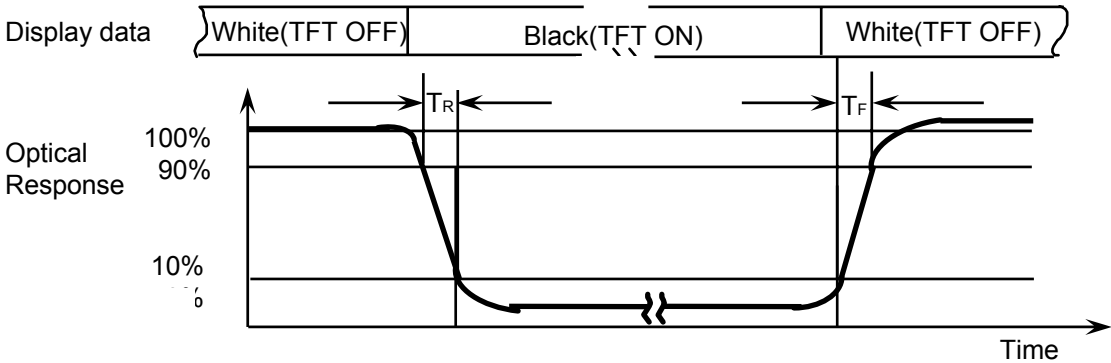 Display data White(TFT OFF) Black(TFT ON) White(TFT OFF)
TR TF
100%
Optical
Response
90%
10%
%
Time